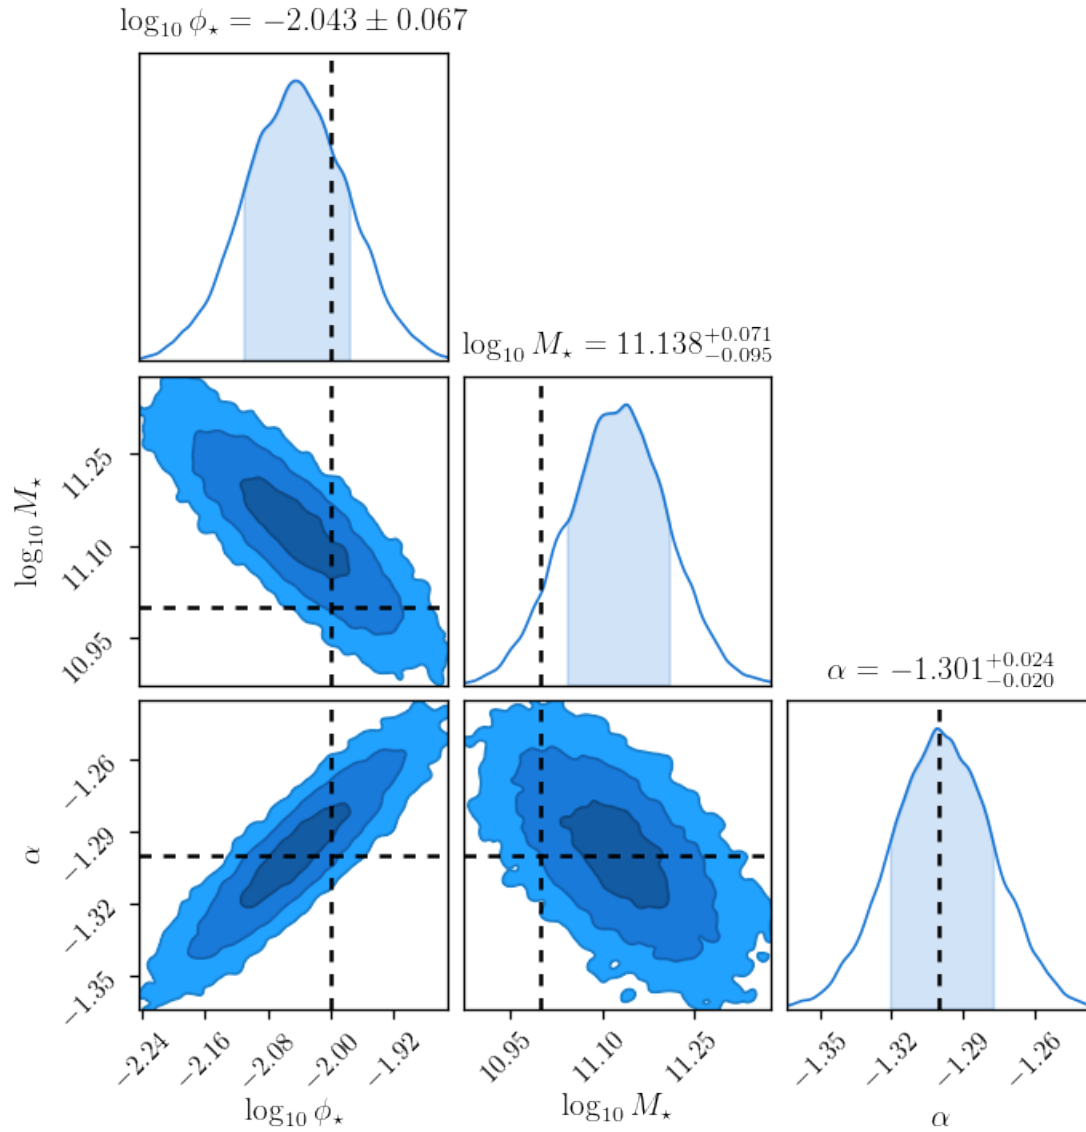 log₁₀ ϕ⋆ = −2.043 ± 0.067
log₁₀ M⋆ = 11.138⁺⁰·⁰⁷¹₋₀.₀₉₅
11.25
11.10
10.95
log₁₀ M⋆
α = −1.301⁺⁰·⁰²⁴₋₀.₀₂₀
−1.26
−1.29
−1.32
−1.35
α
−2.24 −2.16 −2.08 −2.00 −1.92
10.95 11.10 11.25
−1.35 −1.32 −1.29 −1.26
log₁₀ ϕ⋆
log₁₀ M⋆
α